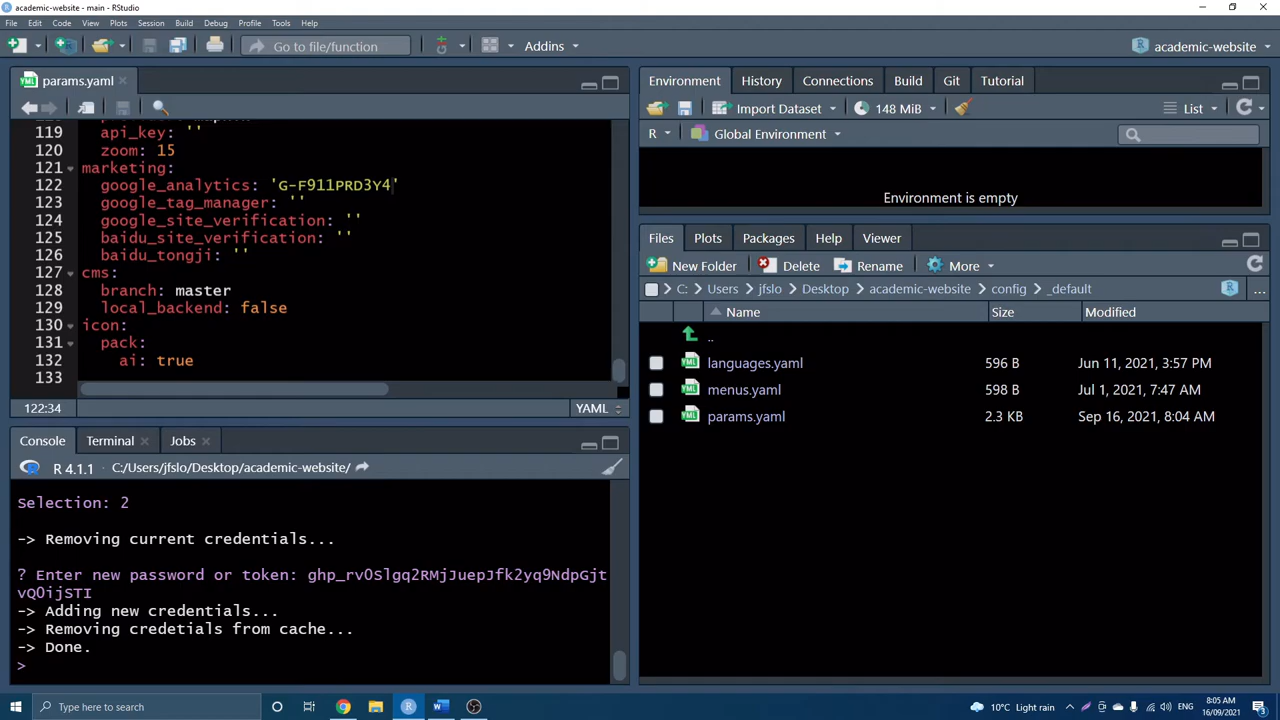 academic-website - main - RStudio
File Edit Code View Plots Session Build Debug Profile Tools Help
Go to file/function Addins academic-website
params.yaml
119 api_key: ''
120 zoom: 15
121 marketing:
122 google_analytics: 'G-F911PRD3Y4'
123 google_tag_manager: ''
124 google_site_verification: ''
125 baidu_site_verification: ''
126 baidu_tongji: ''
127 cms:
128 branch: master
129 local_backend: false
130 icon:
131 pack:
132 ai: true
133
122:34 YAML
Console Terminal Jobs
R 4.1.1 · C:/Users/jfslo/Desktop/academic-website/
Selection: 2
-> Removing current credentials...
? Enter new password or token: ghp_rvOSlgq2RMjJuepJfk2yq9NdpGjt
vQOijSTI
-> Adding new credentials...
-> Removing credetials from cache...
-> Done.
>
Environment History Connections Build Git Tutorial
Import Dataset 148 MiB List
R Global Environment
Environment is empty
Files Plots Packages Help Viewer
New Folder Delete Rename More
C: > Users > jfslo > Desktop > academic-website > config > _default ...
Name Size Modified
..
languages.yaml 596 B Jun 11, 2021, 3:57 PM
menus.yaml 598 B Jul 1, 2021, 7:47 AM
params.yaml 2.3 KB Sep 16, 2021, 8:04 AM
Type here to search
10°C Light rain
8:05 AM
16/09/2021